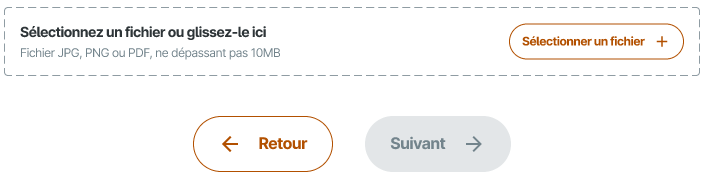 Sélectionnez un fichier ou glissez-le ici
Fichier JPG, PNG ou PDF, ne dépassant pas 10MB
Sélectionner un fichier +
Retour
Suivant